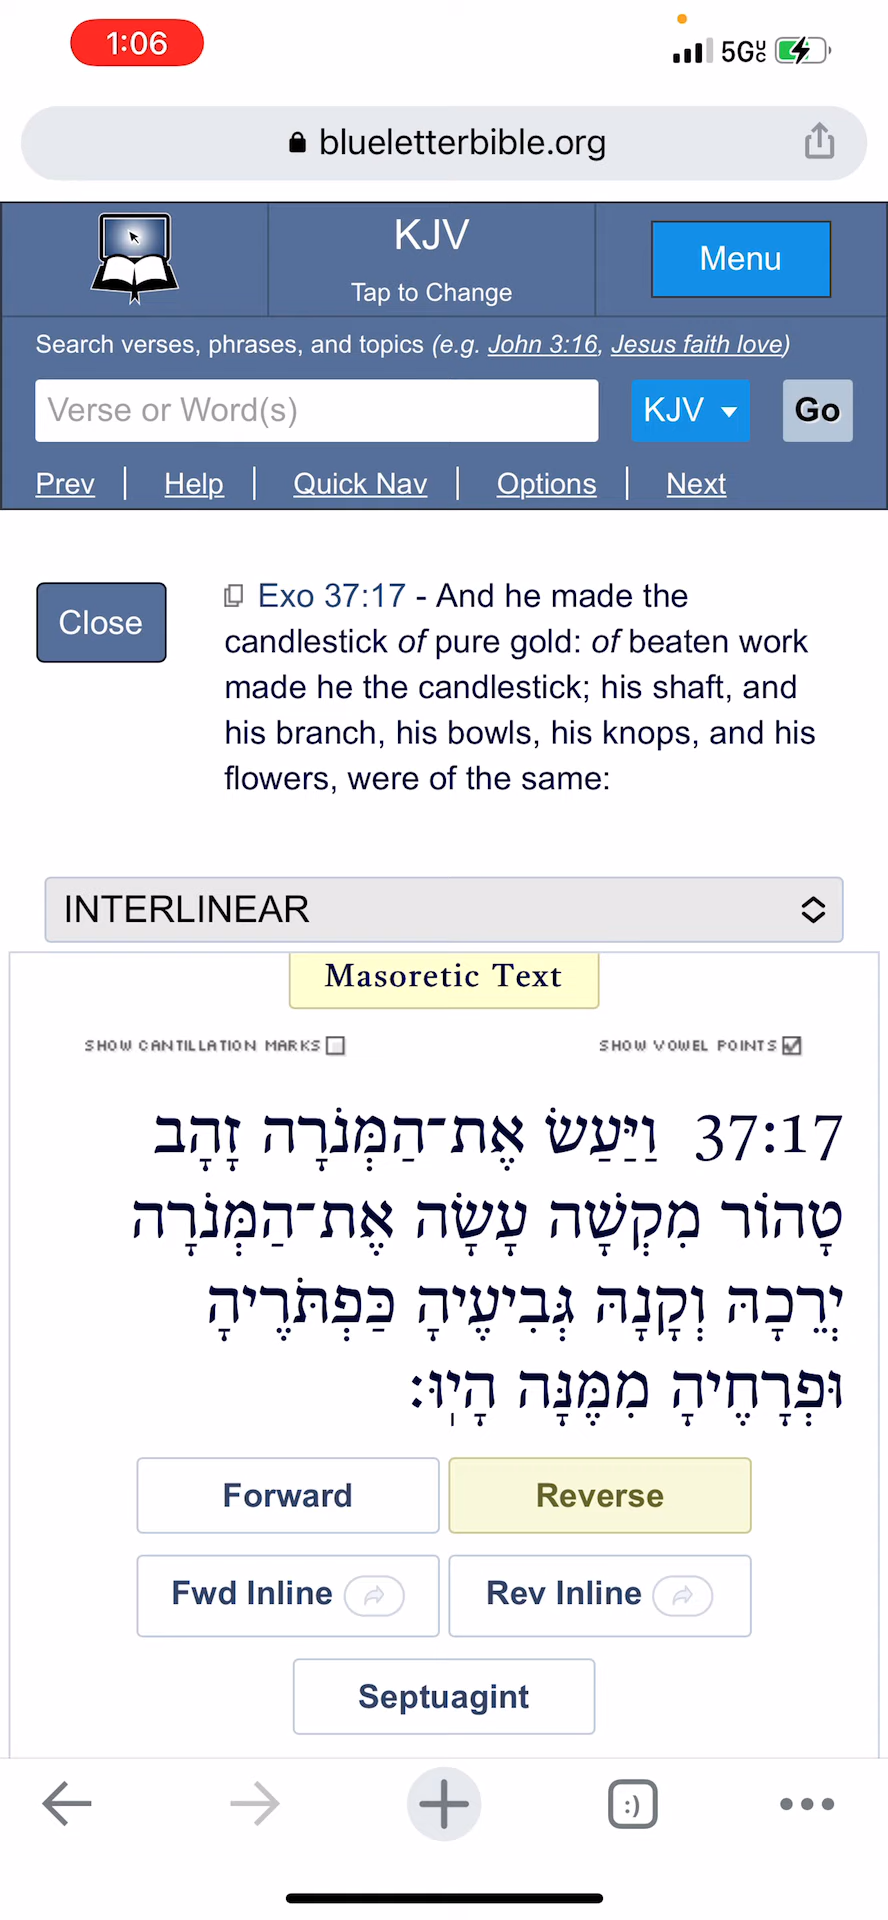 1:06
5GUC
blueletterbible.org
KJV
Tap to Change
Menu
Search verses, phrases, and topics (e.g. John 3:16, Jesus faith love)
Verse or Word(s)
KJV
Go
Prev | Help | Quick Nav | Options | Next
Close
Exo 37:17 - And he made the
candlestick of pure gold: of beaten work
made he the candlestick; his shaft, and
his branch, his bowls, his knops, and his
flowers, were of the same:
INTERLINEAR
Masoretic Text
SHOW CANTILLATION MARKS
SHOW VOWEL POINTS
37:17 וַיַּעַשׂ אֶת־הַמְּנֹרָה זָהָב
טָהוֹר מִקְשָׁה עָשָׂה אֶת־הַמְּנֹרָה
יְרֵכָהּ וְקָנָהּ גְּבִיעֶיהָ כַּפְתֹּרֶיהָ
וּפְרָחֶיהָ מִמֶּנָּה הָיֽוּ׃
Forward
Reverse
Fwd Inline
Rev Inline
Septuagint
:)